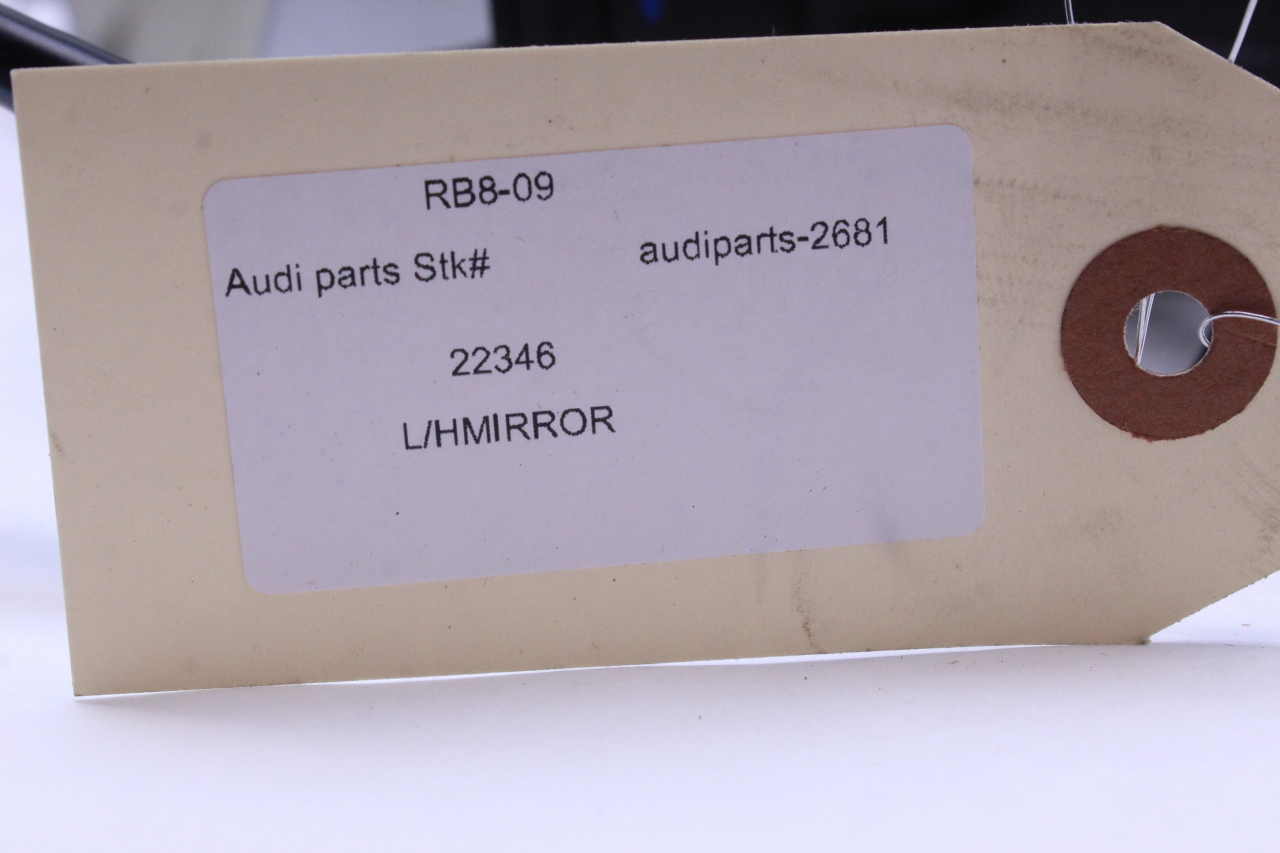 RB8-09
Audi parts Stk# audiparts-2681
22346
L/HMIRROR